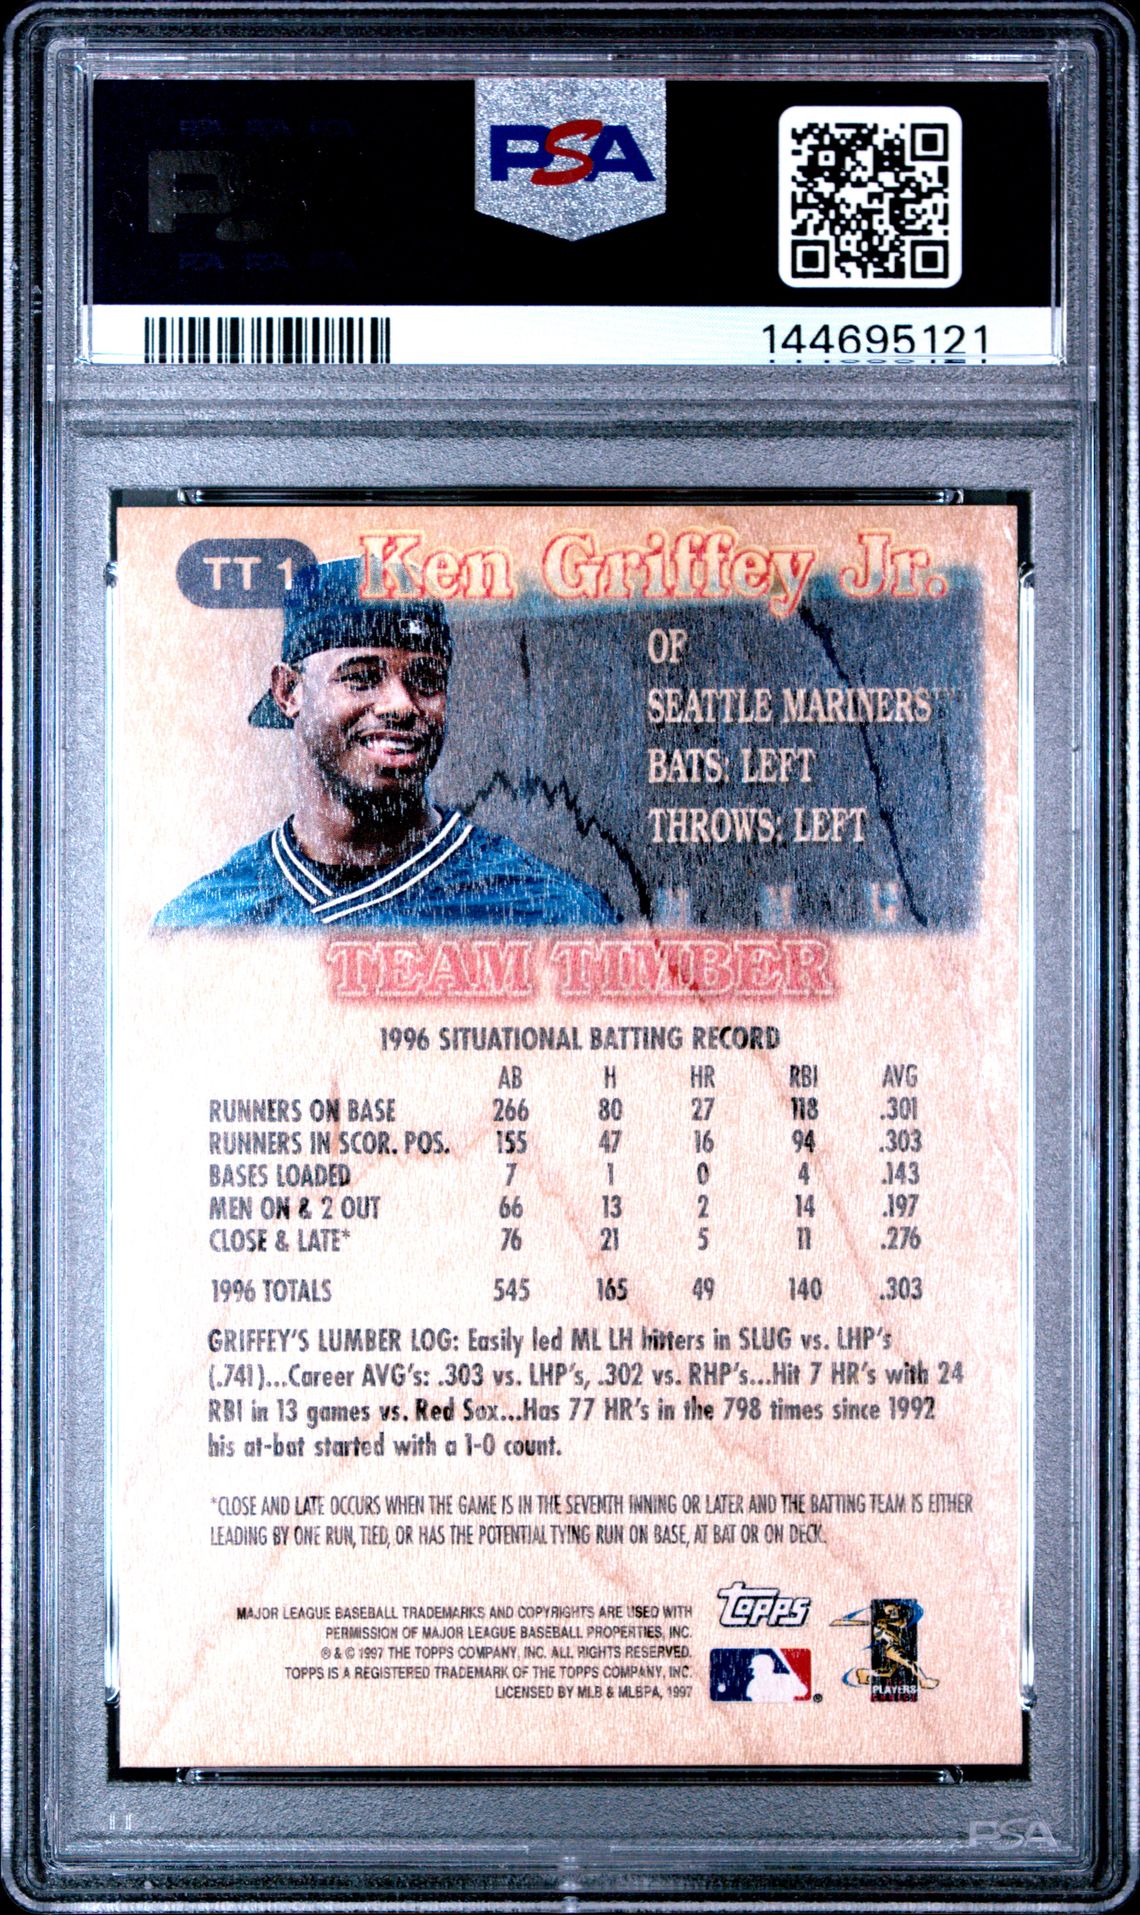 PSA
144695121
TT 1
Ken Griffey Jr.
OF
SEATTLE MARINERS™
BATS: LEFT
THROWS: LEFT
TEAM TIMBER
1996 SITUATIONAL BATTING RECORD
AB H HR RBI AVG
RUNNERS ON BASE 266 80 27 118 .301
RUNNERS IN SCOR. POS. 155 47 16 94 .303
BASES LOADED 7 1 0 4 .143
MEN ON & 2 OUT 66 13 2 14 .197
CLOSE & LATE* 76 21 5 11 .276
1996 TOTALS 545 165 49 140 .303
GRIFFEY'S LUMBER LOG: Easily led ML LH hitters in SLUG vs. LHP's
(.741)...Career AVG's: .303 vs. LHP's, .302 vs. RHP's...Hit 7 HR's with 24
RBI in 13 games vs. Red Sox...Has 77 HR's in the 798 times since 1992
his at-bat started with a 1-0 count.
*CLOSE AND LATE OCCURS WHEN THE GAME IS IN THE SEVENTH INNING OR LATER AND THE BATTING TEAM IS EITHER
LEADING BY ONE RUN, TIED, OR HAS THE POTENTIAL TYING RUN ON BASE, AT BAT OR ON DECK.
MAJOR LEAGUE BASEBALL TRADEMARKS AND COPYRIGHTS ARE USED WITH
PERMISSION OF MAJOR LEAGUE BASEBALL PROPERTIES, INC.
® & © 1997 THE TOPPS COMPANY, INC. ALL RIGHTS RESERVED.
TOPPS IS A REGISTERED TRADEMARK OF THE TOPPS COMPANY, INC.
LICENSED BY MLB & MLBPA, 1997
TOPPS
®
PLAYERS
PSA